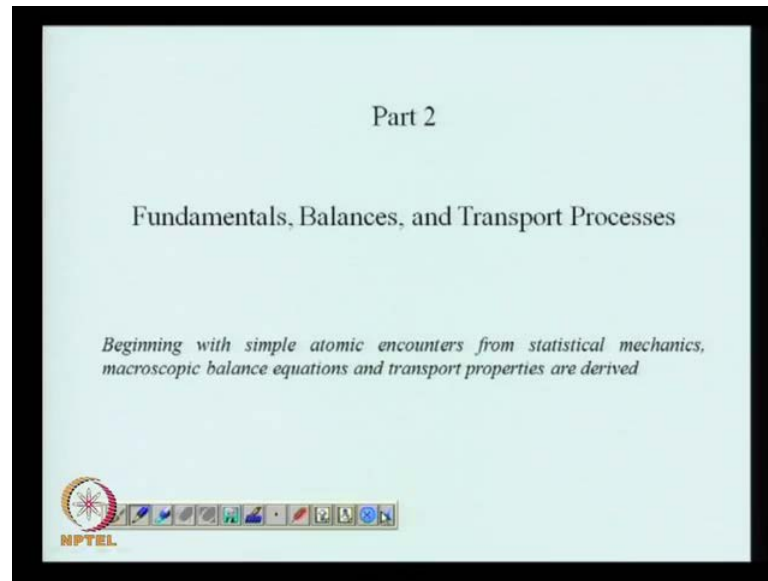 Part 2
Fundamentals, Balances, and Transport Processes
Beginning with simple atomic encounters from statistical mechanics,
macroscopic balance equations and transport properties are derived
NPTEL